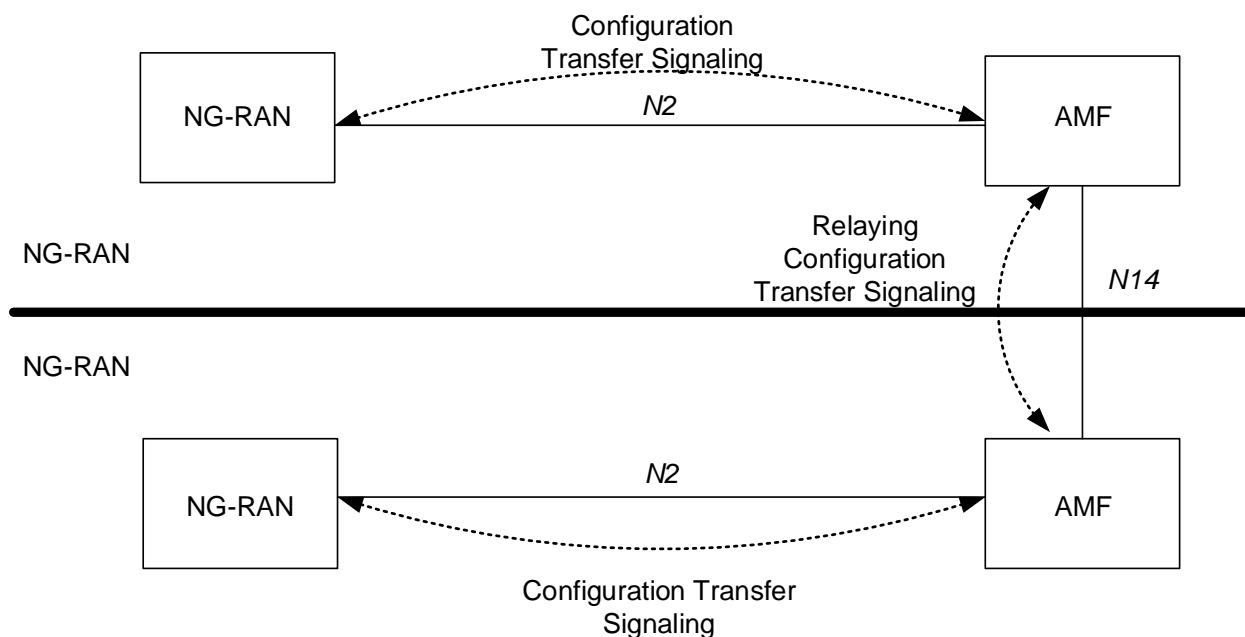 Configuration
Transfer Signaling
NG-RAN
N2
AMF
NG-RAN
Relaying
Configuration
Transfer Signaling
N14
NG-RAN
NG-RAN
N2
AMF
Configuration Transfer
Signaling